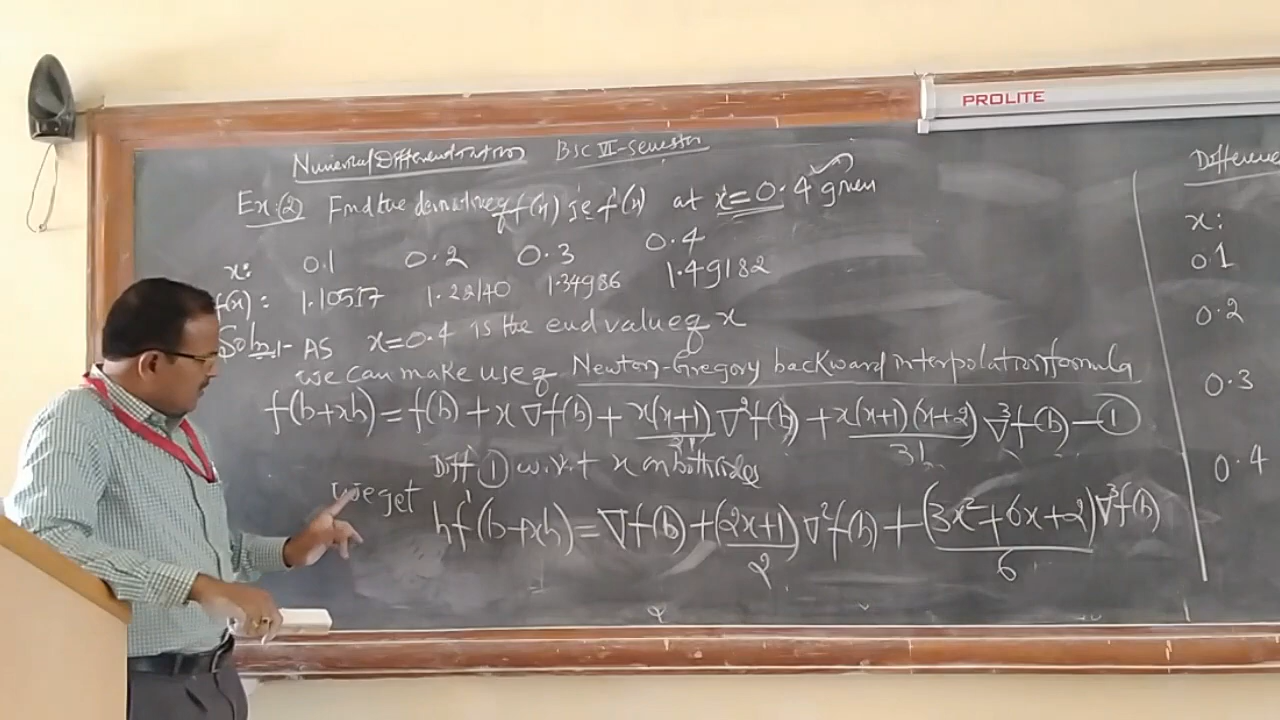 PROLITE
Numerical Differentiation BSC VI-semester
Ex:② Find the derivative of f(x) ie f'(x) at x=0.4 given
x: 0.1 0.2 0.3 0.4
f(x): 1.10517 1.22140 1.34986 1.49182
Soln:- AS x=0.4 is the end value of x
we can make use of Newton-Gregory backward interpolation formula
f(b+xh) = f(b) + x ∇f(b) + x(x+1)/2! ∇²f(b) + x(x+1)(x+2)/3! ∇³f(b) — ①
Diff ① w.r.t x on both sides
we get
hf'(b+xh) = ∇f(b) + (2x+1)/2 ∇²f(b) + (3x²+6x+2)/6 ∇³f(b)
Difference
x:
0.1
0.2
0.3
0.4